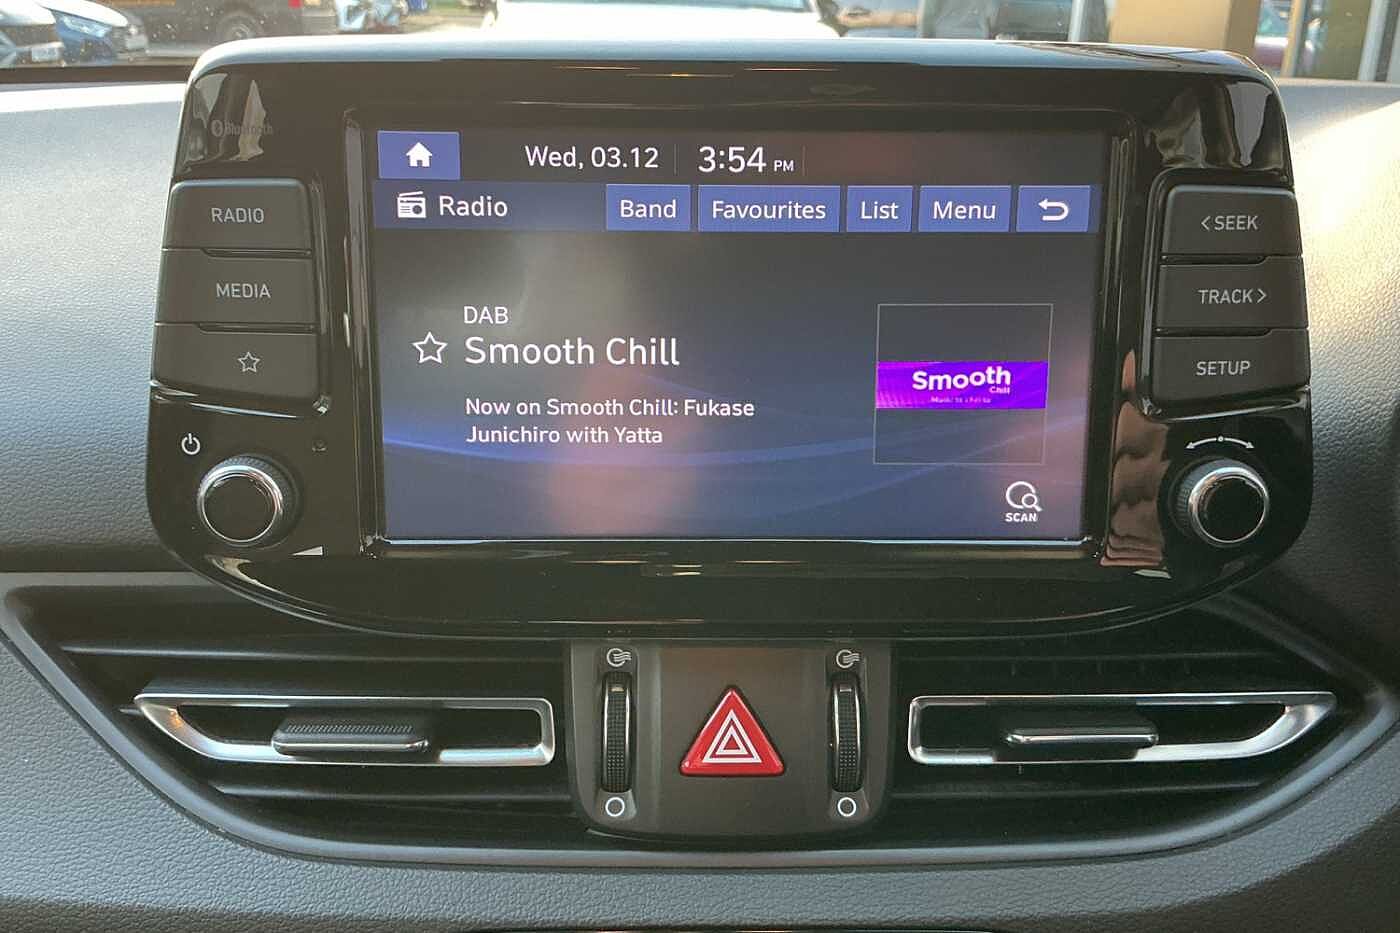 Bluetooth
Wed, 03.12 3:54 PM
Radio Band Favourites List Menu
RADIO
MEDIA
< SEEK
TRACK >
SETUP
DAB
Smooth Chill
Now on Smooth Chill: Fukase
Junichiro with Yatta
Smooth
Chill
SCAN